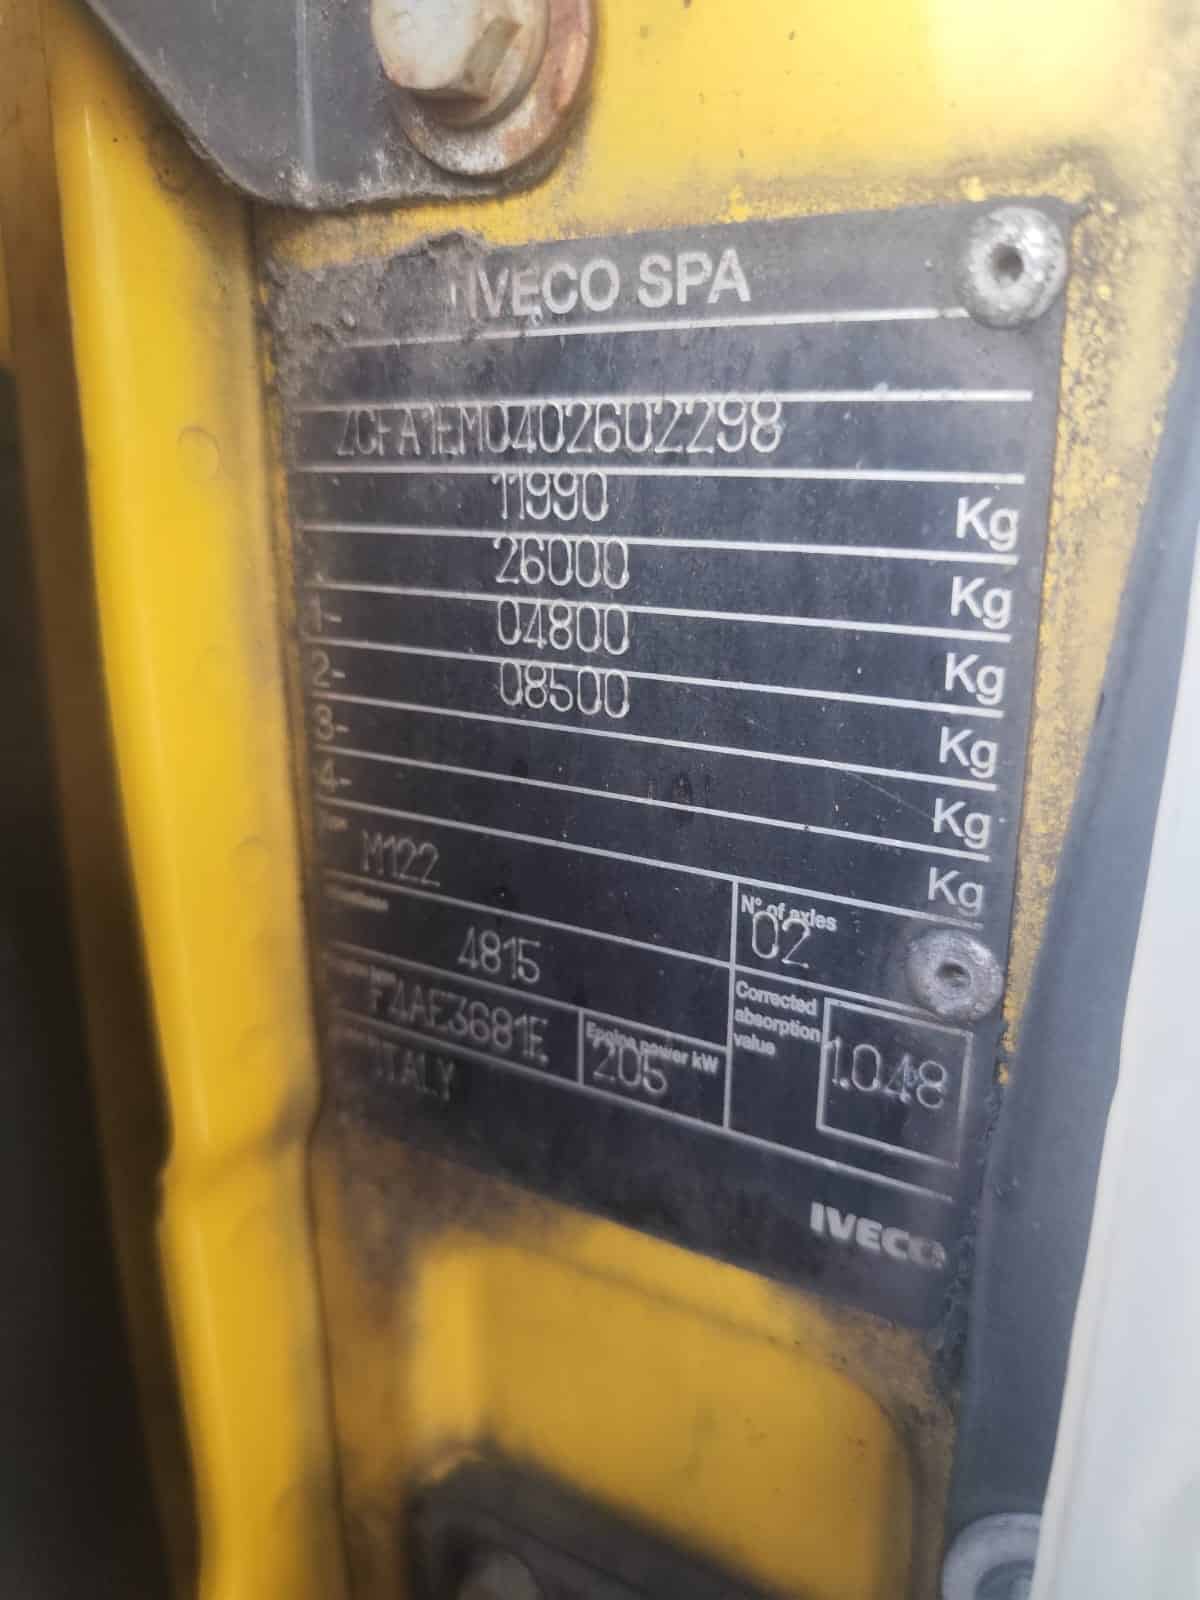 IVECO SPA
ZCFA1EM0402602298
11990 Kg
26000 Kg
1- 04800 Kg
2- 08500 Kg
3- Kg
4- Kg
M122
N° of axles
02
4815
Corrected
absorption
value
1.048
F4AE3681E
Engine power kW
205
ITALY
IVECO